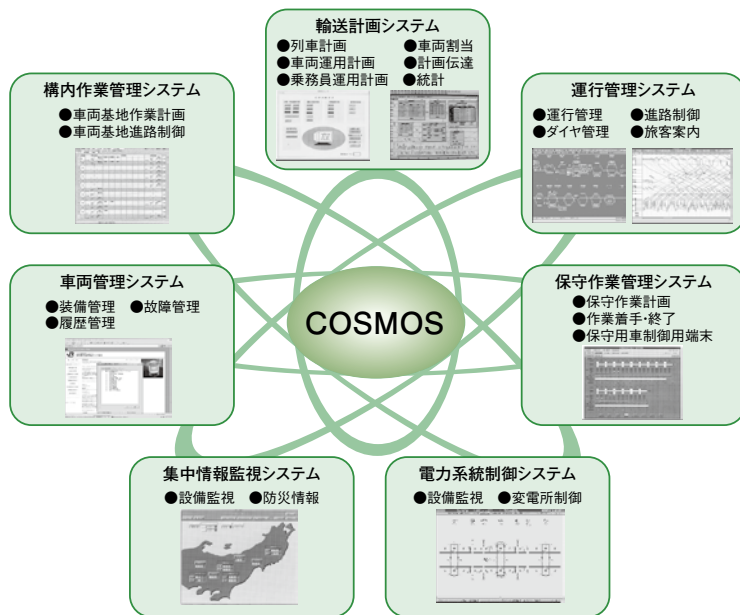 輸送計画システム
●列車計画 ●車両割当
●車両運用計画 ●計画伝達
●乗務員運用計画 ●統計
構内作業管理システム
●車両基地作業計画
●車両基地進路制御
運行管理システム
●運行管理 ●進路制御
●ダイヤ管理 ●旅客案内
車両管理システム
●装備管理 ●故障管理
●履歴管理
COSMOS
保守作業管理システム
●保守作業計画
●作業着手・終了
●保守用車制御用端末
集中情報監視システム
●設備監視 ●防災情報
電力系統制御システム
●設備監視 ●変電所制御